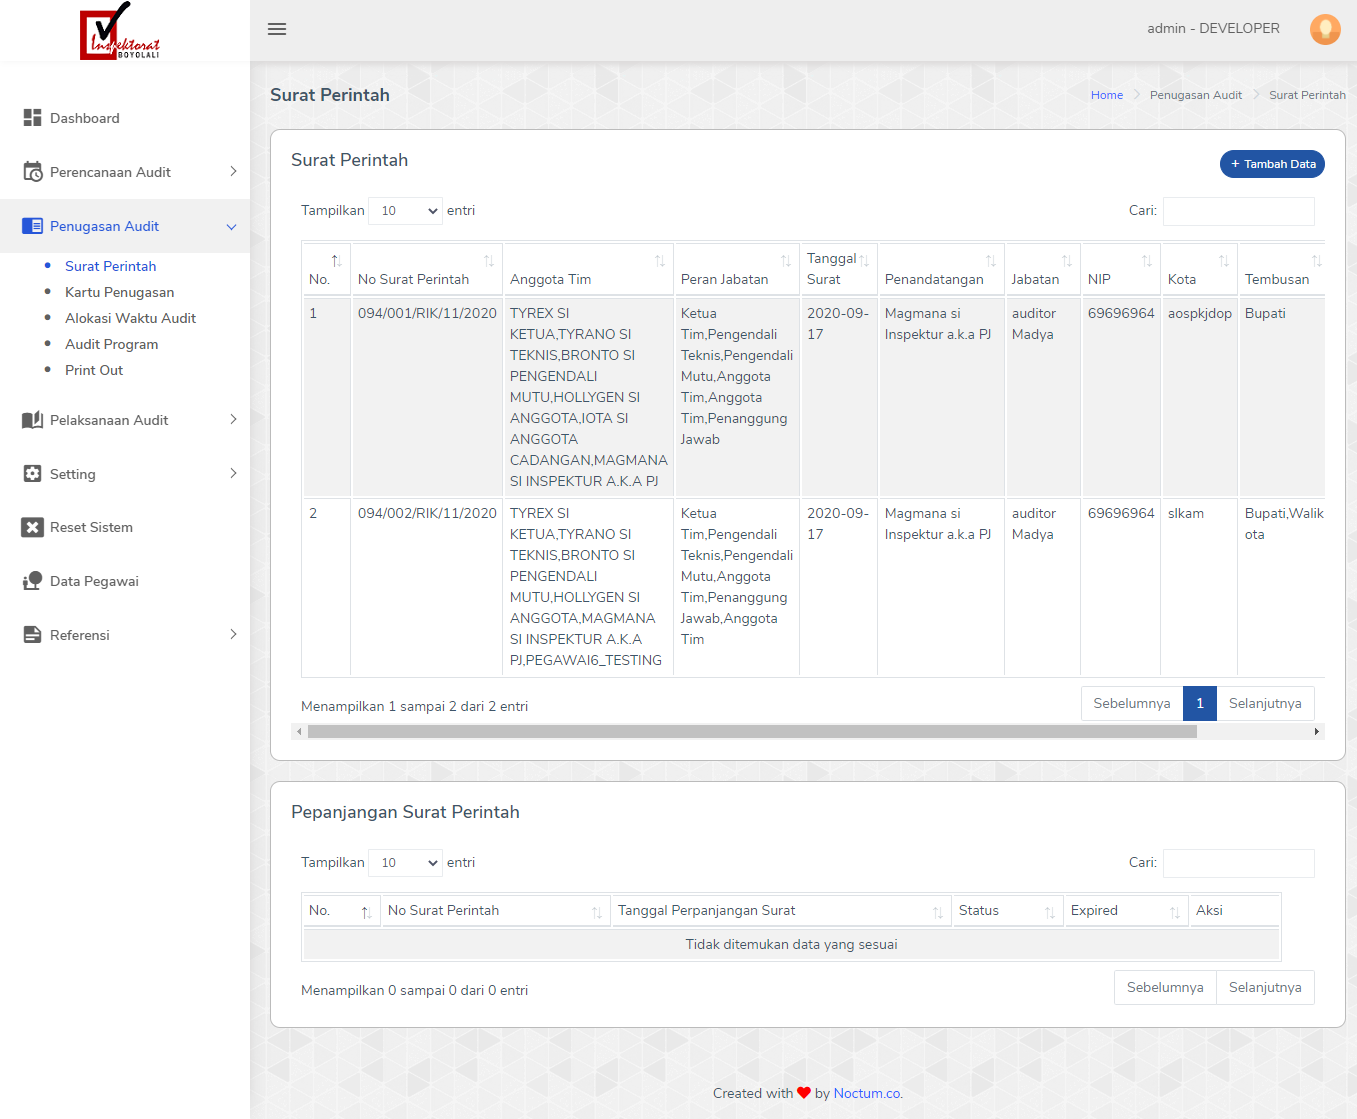 Inspektorat
BOYOLALI
admin - DEVELOPER
Dashboard
Perencanaan Audit
Penugasan Audit
Surat Perintah
Kartu Penugasan
Alokasi Waktu Audit
Audit Program
Print Out
Pelaksanaan Audit
Setting
Reset Sistem
Data Pegawai
Referensi
Surat Perintah
Home > Penugasan Audit > Surat Perintah
Surat Perintah
+ Tambah Data
Tampilkan 10 entri
Cari:
No. No Surat Perintah Anggota Tim Peran Jabatan Tanggal Surat Penandatangan Jabatan NIP Kota Tembusan
1 094/001/RIK/11/2020
TYREX SI
KETUA,TYRANO SI
TEKNIS,BRONTO SI
PENGENDALI
MUTU,HOLLYGEN SI
ANGGOTA,IOTA SI
ANGGOTA
CADANGAN,MAGMANA
SI INSPEKTUR A.K.A PJ
Ketua
Tim,Pengendali
Teknis,Pengendali
Mutu,Anggota
Tim,Anggota
Tim,Penanggung
Jawab
2020-09-
17
Magmana si
Inspektur a.k.a PJ
auditor
Madya
69696964
aospkjdop
Bupati
2 094/002/RIK/11/2020
TYREX SI
KETUA,TYRANO SI
TEKNIS,BRONTO SI
PENGENDALI
MUTU,HOLLYGEN SI
ANGGOTA,MAGMANA
SI INSPEKTUR A.K.A
PJ,PEGAWAI6_TESTING
Ketua
Tim,Pengendali
Teknis,Pengendali
Mutu,Anggota
Tim,Penanggung
Jawab,Anggota
Tim
2020-09-
17
Magmana si
Inspektur a.k.a PJ
auditor
Madya
69696964
slkam
Bupati,Walik
ota
Menampilkan 1 sampai 2 dari 2 entri
Sebelumnya 1 Selanjutnya
Pepanjangan Surat Perintah
Tampilkan 10 entri
Cari:
No. No Surat Perintah Tanggal Perpanjangan Surat Status Expired Aksi
Tidak ditemukan data yang sesuai
Menampilkan 0 sampai 0 dari 0 entri
Sebelumnya Selanjutnya
Created with ❤ by Noctum.co.